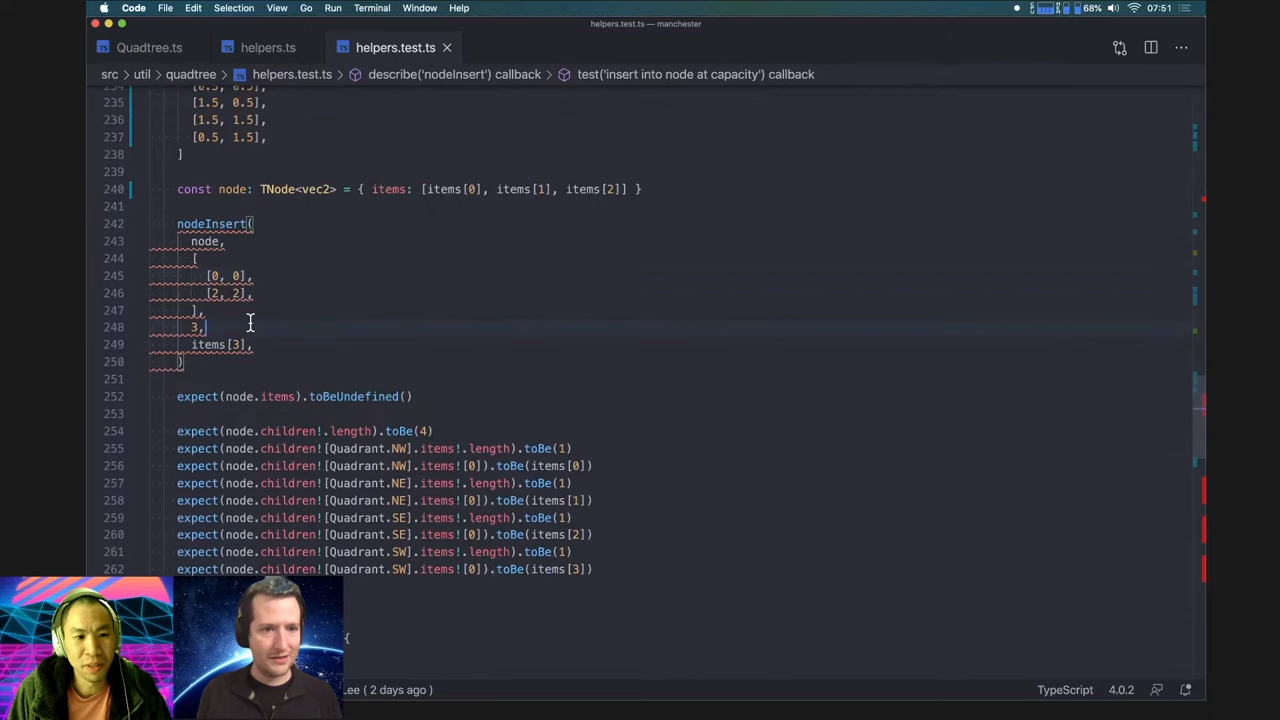 Code File Edit Selection View Go Run Terminal Window Help 68% 07:51
helpers.test.ts — manchester
TS Quadtree.ts TS helpers.ts TS helpers.test.ts
src > util > quadtree > TS helpers.test.ts > describe('nodeInsert') callback > test('insert into node at capacity') callback
234 [0.5, 0.5],
235 [1.5, 0.5],
236 [1.5, 1.5],
237 [0.5, 1.5],
238 ]
239
240 const node: TNode<vec2> = { items: [items[0], items[1], items[2]] }
241
242 nodeInsert(
243 node,
244 [
245 [0, 0],
246 [2, 2],
247 ],
248 3,
249 items[3],
250 )
251
252 expect(node.items).toBeUndefined()
253
254 expect(node.children!.length).toBe(4)
255 expect(node.children![Quadrant.NW].items!.length).toBe(1)
256 expect(node.children![Quadrant.NW].items![0]).toBe(items[0])
257 expect(node.children![Quadrant.NE].items!.length).toBe(1)
258 expect(node.children![Quadrant.NE].items![0]).toBe(items[1])
259 expect(node.children![Quadrant.SE].items!.length).toBe(1)
260 expect(node.children![Quadrant.SE].items![0]).toBe(items[2])
261 expect(node.children![Quadrant.SW].items!.length).toBe(1)
262 expect(node.children![Quadrant.SW].items![0]).toBe(items[3])
{
Lee ( 2 days ago ) TypeScript 4.0.2